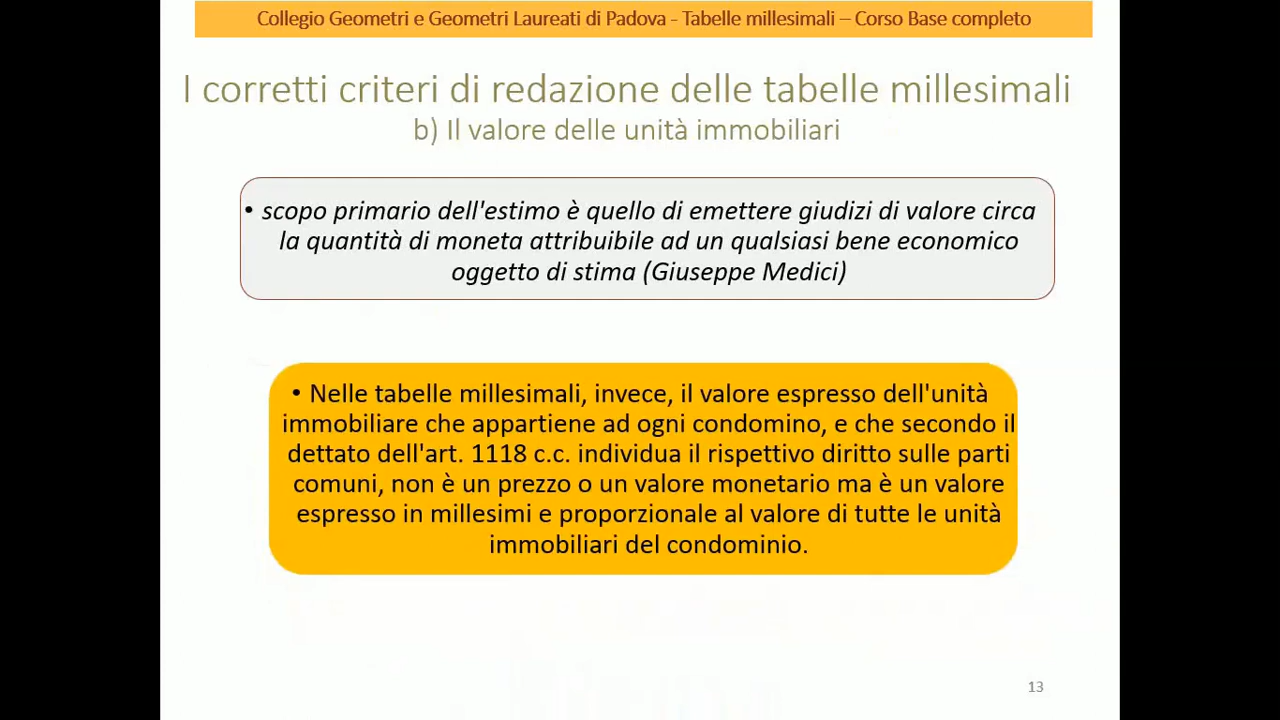 Collegio Geometri e Geometri Laureati di Padova - Tabelle millesimali – Corso Base completo
I corretti criteri di redazione delle tabelle millesimali
b) Il valore delle unità immobiliari
• scopo primario dell'estimo è quello di emettere giudizi di valore circa
la quantità di moneta attribuibile ad un qualsiasi bene economico
oggetto di stima (Giuseppe Medici)
• Nelle tabelle millesimali, invece, il valore espresso dell'unità
immobiliare che appartiene ad ogni condomino, e che secondo il
dettato dell'art. 1118 c.c. individua il rispettivo diritto sulle parti
comuni, non è un prezzo o un valore monetario ma è un valore
espresso in millesimi e proporzionale al valore di tutte le unità
immobiliari del condominio.
13